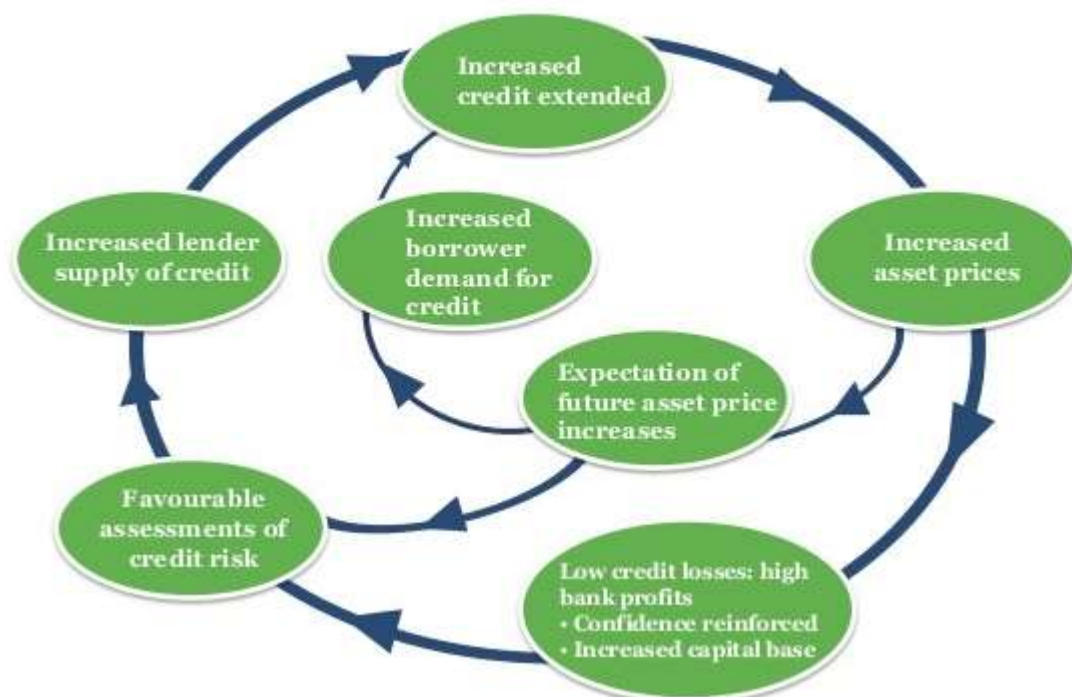 Increased
credit extended
Increased lender
supply of credit
Increased
borrower
demand for
credit
Increased
asset prices
Expectation of
future asset price
increases
Favourable
assessments of
credit risk
Low credit losses: high
bank profits
• Confidence reinforced
• Increased capital base